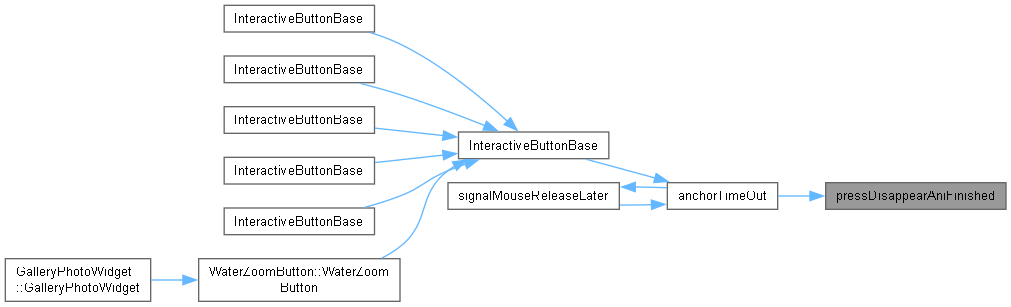 InteractiveButtonBase
InteractiveButtonBase
InteractiveButtonBase
InteractiveButtonBase
InteractiveButtonBase
InteractiveButtonBase
signalMouseReleaseLater
anchorTimeOut
pressDisappearAniFinished
GalleryPhotoWidget
::GalleryPhotoWidget
WaterZoomButton::WaterZoom
Button